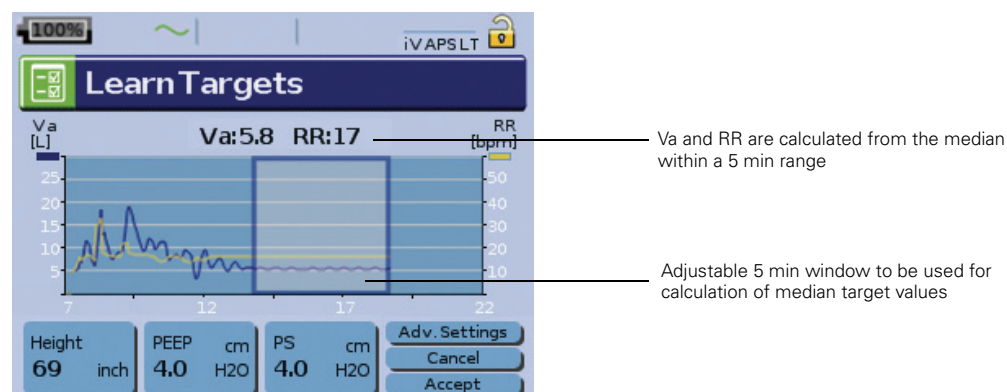 100%
iVAPS LT
Learn Targets
Va
[L]
Va:5.8 RR:17
RR
[bpm]
Va and RR are calculated from the median
within a 5 min range
25
20
15
10
5
50
40
30
20
10
7 12 17 22
Adjustable 5 min window to be used for
calculation of median target values
Height
69 inch
PEEP cm
4.0 H2O
PS cm
4.0 H2O
Adv. Settings
Cancel
Accept